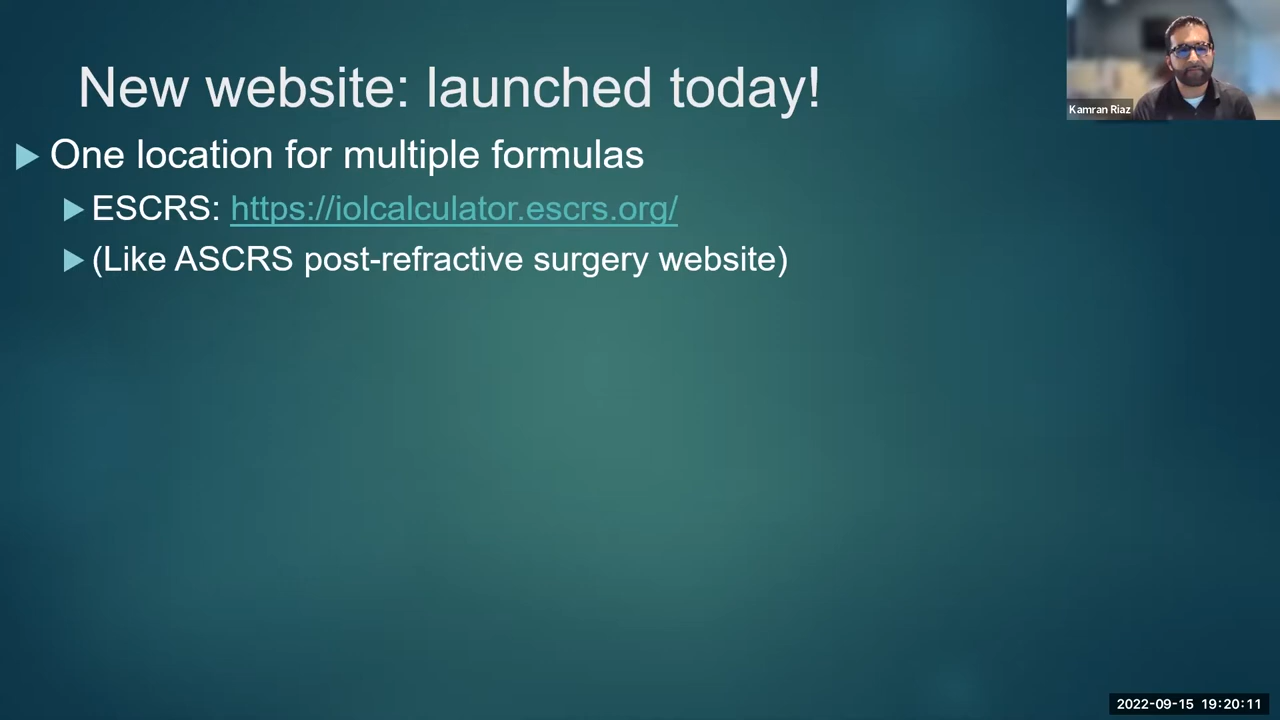 New website: launched today!
One location for multiple formulas
ESCRS: https://iolcalculator.escrs.org/
(Like ASCRS post-refractive surgery website)
Kamran Riaz
2022-09-15 19:20:11